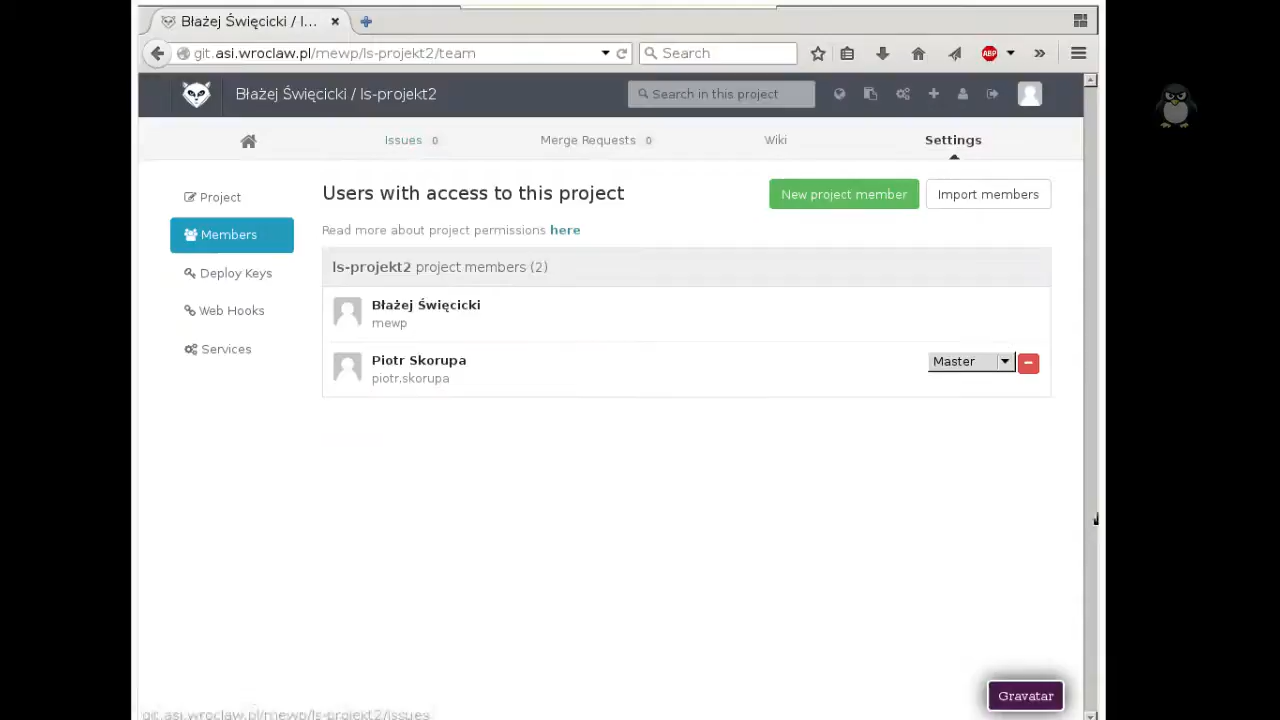 Błażej Święcicki / l...
git.asi.wroclaw.pl/mewp/ls-projekt2/team
Search
ABP
Błażej Święcicki / ls-projekt2
Search in this project
Issues 0
Merge Requests 0
Wiki
Settings
Project
Members
Deploy Keys
Web Hooks
Services
Users with access to this project
New project member
Import members
Read more about project permissions here
ls-projekt2 project members (2)
Błażej Święcicki
mewp
Piotr Skorupa
piotr.skorupa
Master
Gravatar
git.asi.wroclaw.pl/mewp/ls-projekt2/issues